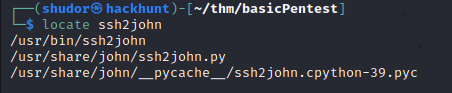 ┌──(shudor㉿hackhunt)-[~/thm/basicPentest]
└─$ locate ssh2john
/usr/bin/ssh2john
/usr/share/john/ssh2john.py
/usr/share/john/__pycache__/ssh2john.cpython-39.pyc